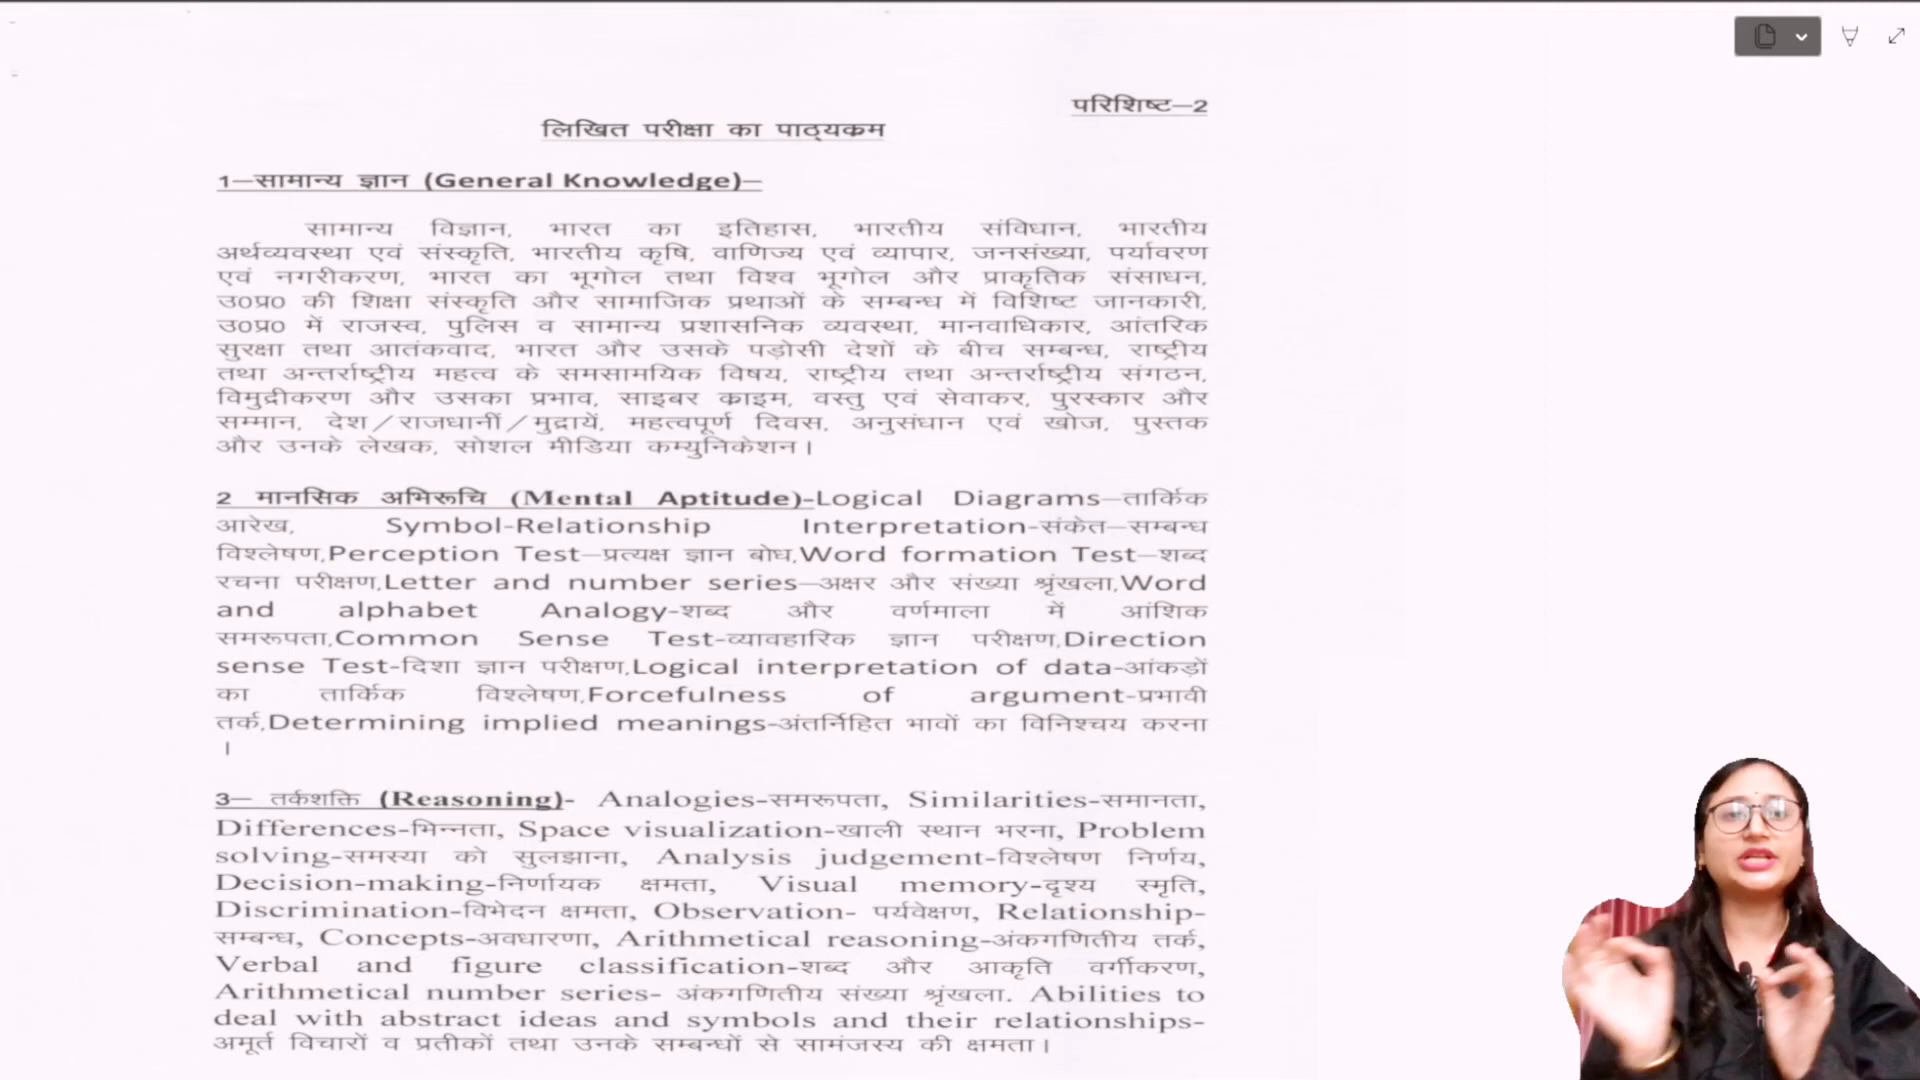 परिशिष्ट–2
लिखित परीक्षा का पाठ्यकम
1–सामान्य ज्ञान (General Knowledge)–
सामान्य विज्ञान, भारत का इतिहास, भारतीय संविधान, भारतीय
अर्थव्यवस्था एवं संस्कृति, भारतीय कृषि, वाणिज्य एवं व्यापार, जनसंख्या, पर्यावरण
एवं नगरीकरण, भारत का भूगोल तथा विश्व भूगोल और प्राकृतिक संसाधन,
उ0प्र0 की शिक्षा संस्कृति और सामाजिक प्रथाओं के सम्बन्ध में विशिष्ट जानकारी,
उ0प्र0 में राजस्व, पुलिस व सामान्य प्रशासनिक व्यवस्था, मानवाधिकार, आंतरिक
सुरक्षा तथा आतंकवाद, भारत और उसके पड़ोसी देशों के बीच सम्बन्ध, राष्ट्रीय
तथा अन्तर्राष्ट्रीय महत्व के समसामयिक विषय, राष्ट्रीय तथा अन्तर्राष्ट्रीय संगठन,
विमुद्रीकरण और उसका प्रभाव, साइबर काइम, वस्तु एवं सेवाकर, पुरस्कार और
सम्मान, देश/राजधानीं/मुद्रायें, महत्वपूर्ण दिवस, अनुसंधान एवं खोज, पुस्तक
और उनके लेखक, सोशल मीडिया कम्युनिकेशन।
2 मानसिक अभिरूचि (Mental Aptitude)-Logical Diagrams–तार्किक
आरेख, Symbol-Relationship Interpretation-संकेत–सम्बन्ध
विश्लेषण,Perception Test–प्रत्यक्ष ज्ञान बोध,Word formation Test–शब्द
रचना परीक्षण,Letter and number series–अक्षर और संख्या श्रृंखला,Word
and alphabet Analogy-शब्द और वर्णमाला में आंशिक
समरूपता,Common Sense Test-व्यावहारिक ज्ञान परीक्षण,Direction
sense Test-दिशा ज्ञान परीक्षण,Logical interpretation of data-आंकड़ों
का तार्किक विश्लेषण,Forcefulness of argument-प्रभावी
तर्क,Determining implied meanings-अंतर्निहित भावों का विनिश्चय करना
।
3– तर्कशक्ति (Reasoning)- Analogies-समरूपता, Similarities-समानता,
Differences-भिन्नता, Space visualization-खाली स्थान भरना, Problem
solving-समस्या को सुलझाना, Analysis judgement-विश्लेषण निर्णय,
Decision-making-निर्णायक क्षमता, Visual memory-दृश्य स्मृति,
Discrimination-विभेदन क्षमता, Observation- पर्यवेक्षण, Relationship-
सम्बन्ध, Concepts-अवधारणा, Arithmetical reasoning-अंकगणितीय तर्क,
Verbal and figure classification-शब्द और आकृति वर्गीकरण,
Arithmetical number series- अंकगणितीय संख्या श्रृंखला. Abilities to
deal with abstract ideas and symbols and their relationships-
अमूर्त विचारों व प्रतीकों तथा उनके सम्बन्धों से सामंजस्य की क्षमता।